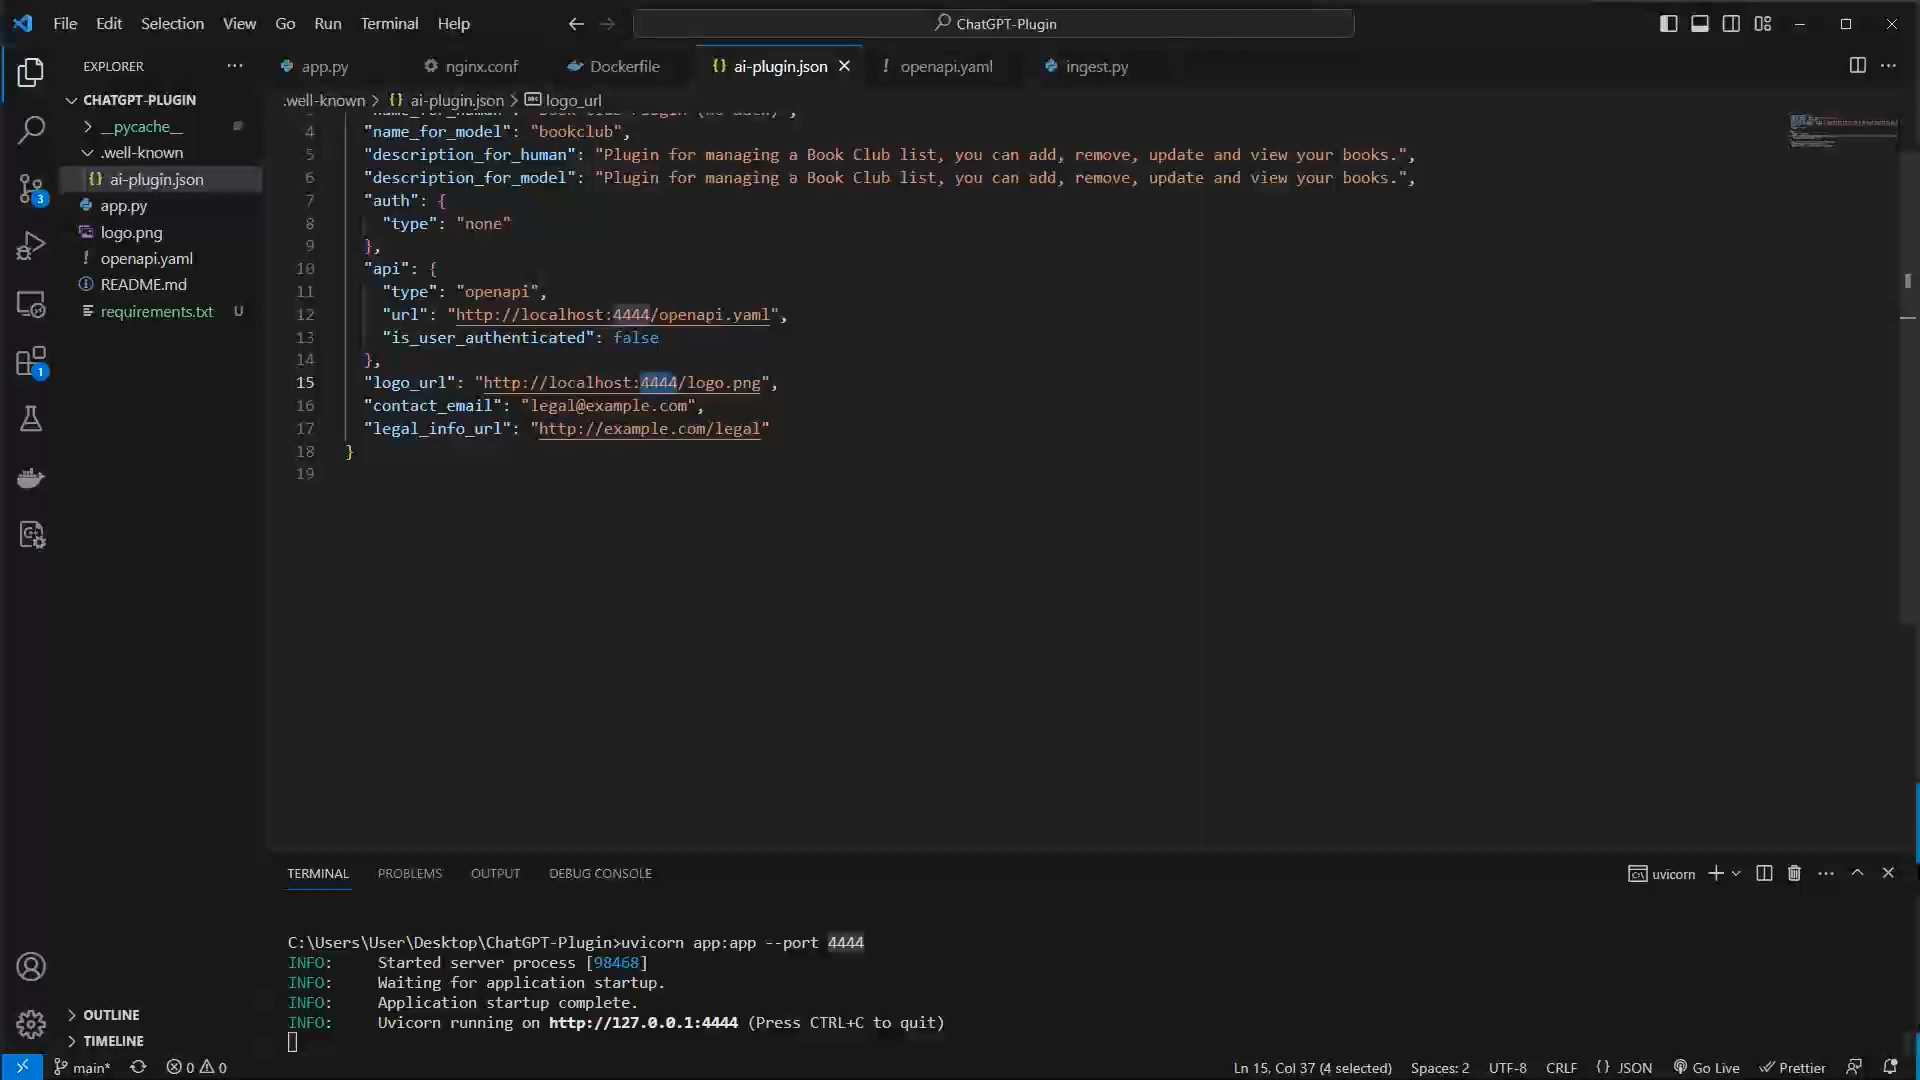 File Edit Selection View Go Run Terminal Help
ChatGPT-Plugin
EXPLORER
CHATGPT-PLUGIN
__pycache__
.well-known
{} ai-plugin.json
app.py
logo.png
! openapi.yaml
README.md
requirements.txt U
3
1
OUTLINE
TIMELINE
app.py nginx.conf Dockerfile {} ai-plugin.json ! openapi.yaml ingest.py
.well-known > {} ai-plugin.json > logo_url
4 "name_for_model": "bookclub",
5 "description_for_human": "Plugin for managing a Book Club list, you can add, remove, update and view your books.",
6 "description_for_model": "Plugin for managing a Book Club list, you can add, remove, update and view your books.",
7 "auth": {
8 "type": "none"
9 },
10 "api": {
11 "type": "openapi",
12 "url": "http://localhost:4444/openapi.yaml",
13 "is_user_authenticated": false
14 },
15 "logo_url": "http://localhost:4444/logo.png",
16 "contact_email": "legal@example.com",
17 "legal_info_url": "http://example.com/legal"
18 }
19
TERMINAL PROBLEMS OUTPUT DEBUG CONSOLE
uvicorn
C:\Users\User\Desktop\ChatGPT-Plugin>uvicorn app:app --port 4444
INFO: Started server process [98468]
INFO: Waiting for application startup.
INFO: Application startup complete.
INFO: Uvicorn running on http://127.0.0.1:4444 (Press CTRL+C to quit)
main* 0 0
Ln 15, Col 37 (4 selected) Spaces: 2 UTF-8 CRLF {} JSON Go Live Prettier